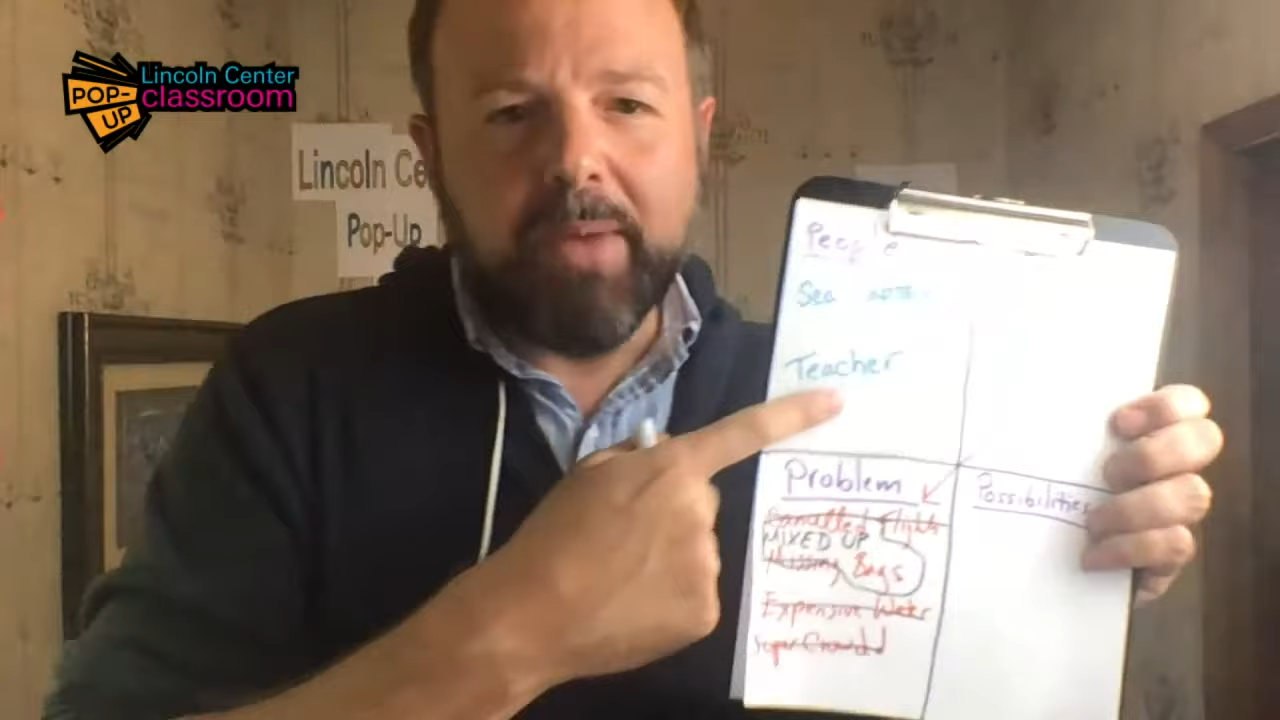 Lincoln Center
POP-
UP
classroom
Lincoln Ce
Pop-Up
People
Sea
Teacher
Problem
Possibilities
Cancelled Flights
MIXED UP
Missing Bags
Expensive Water
Super Crowded